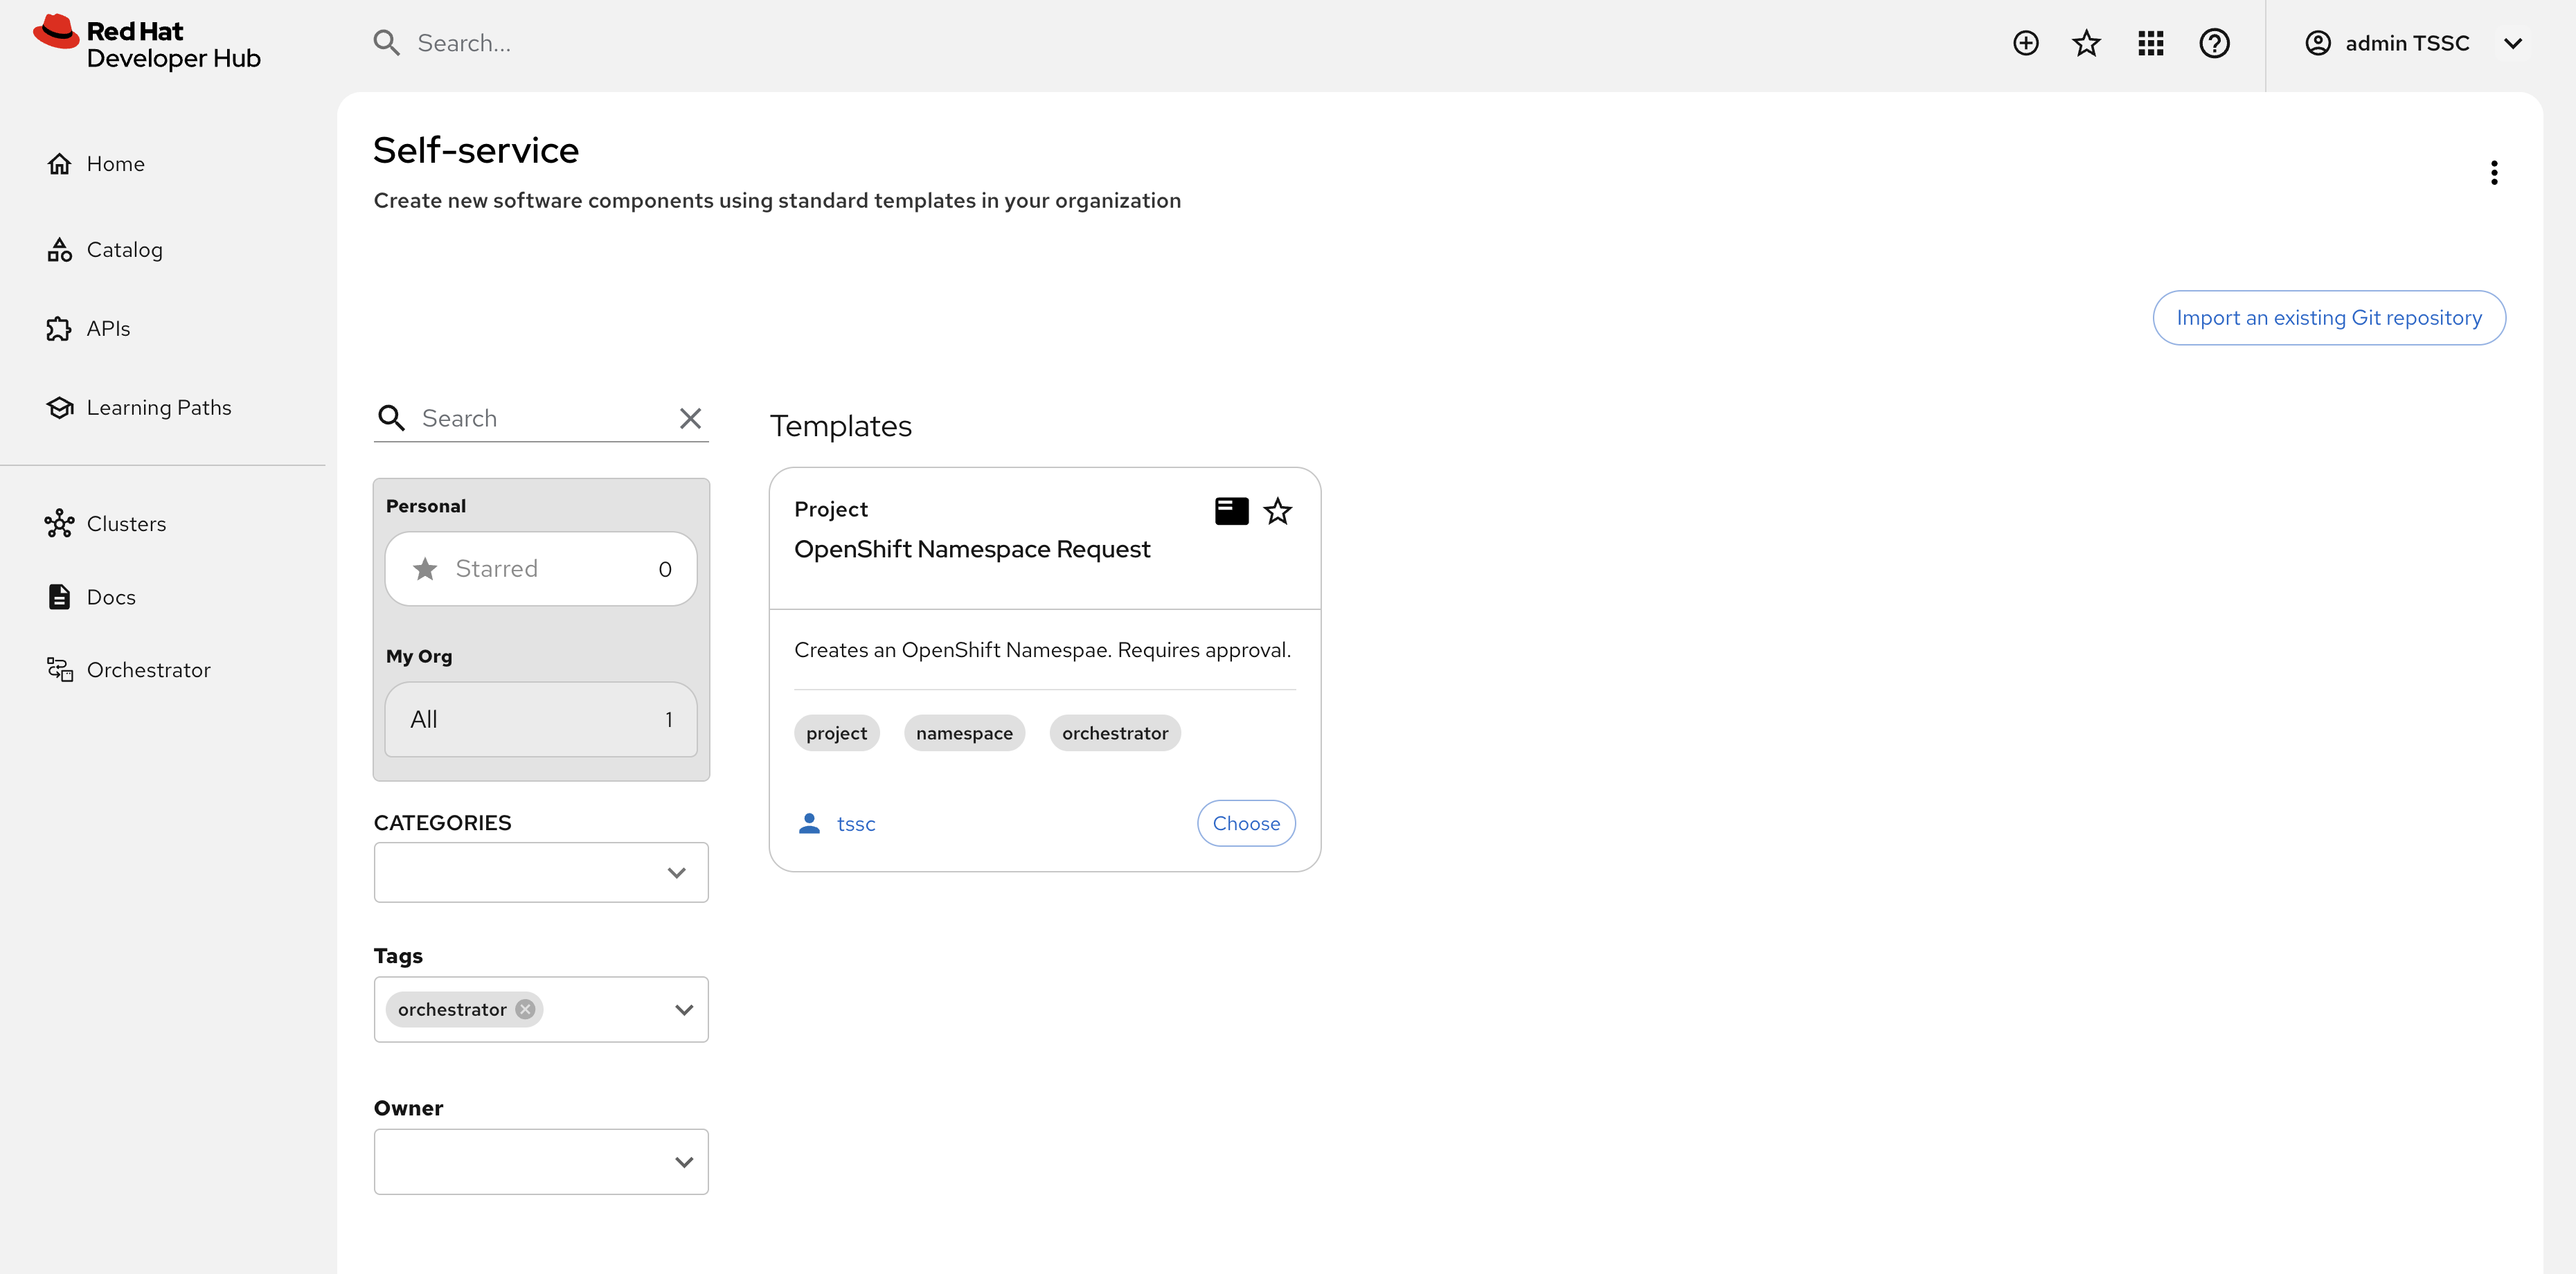 Red Hat
Developer Hub
Search...
admin TSSC
Home
Catalog
APIs
Learning Paths
Clusters
Docs
Orchestrator
Self-service
Create new software components using standard templates in your organization
Import an existing Git repository
Search
Personal
Starred 0
My Org
All 1
CATEGORIES
Tags
orchestrator
Owner
Templates
Project
OpenShift Namespace Request
Creates an OpenShift Namespae. Requires approval.
project namespace orchestrator
tssc Choose